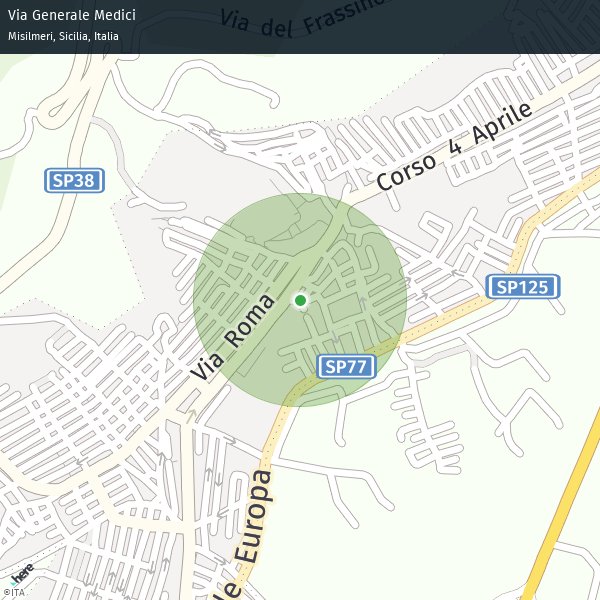 Via Generale Medici
Misilmeri, Sicilia, Italia
Via del Frassino
Corso 4 Aprile
SP38
SP125
Via Roma
SP77
le Europa
here
©ITA